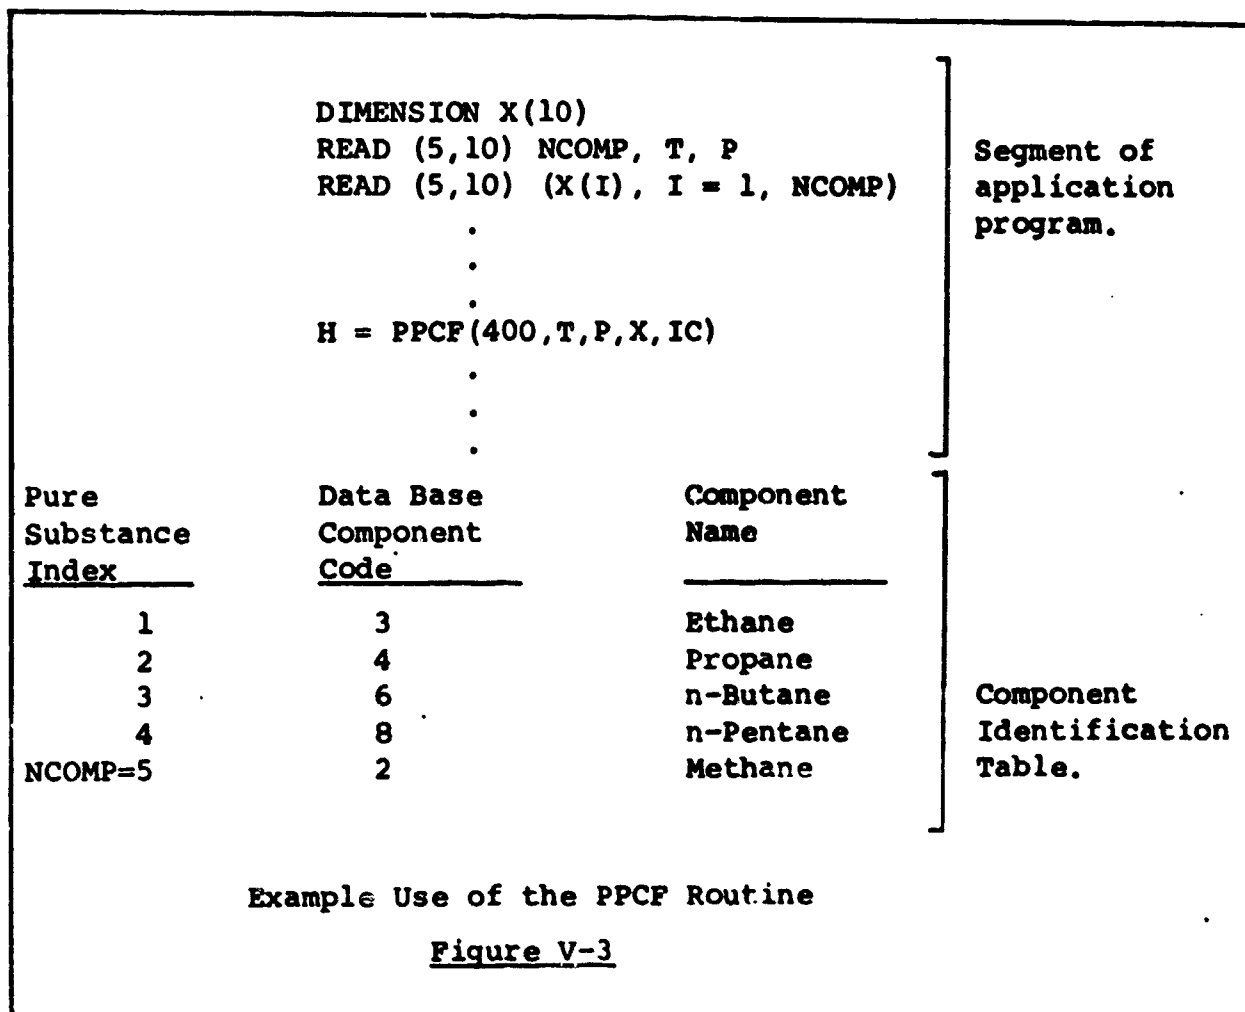 DIMENSION X(10)
READ (5,10) NCOMP, T, P
READ (5,10) (X(I), I = 1, NCOMP)
.
.
.
H = PPCF(400,T,P,X,IC)
.
.
.
Segment of
application
program.
Pure Data Base Component
Substance Component Name
Index Code
1 3 Ethane
2 4 Propane
3 6 n-Butane
4 8 n-Pentane
NCOMP=5 2 Methane
Component
Identification
Table.
Example Use of the PPCF Routine
Figure V-3